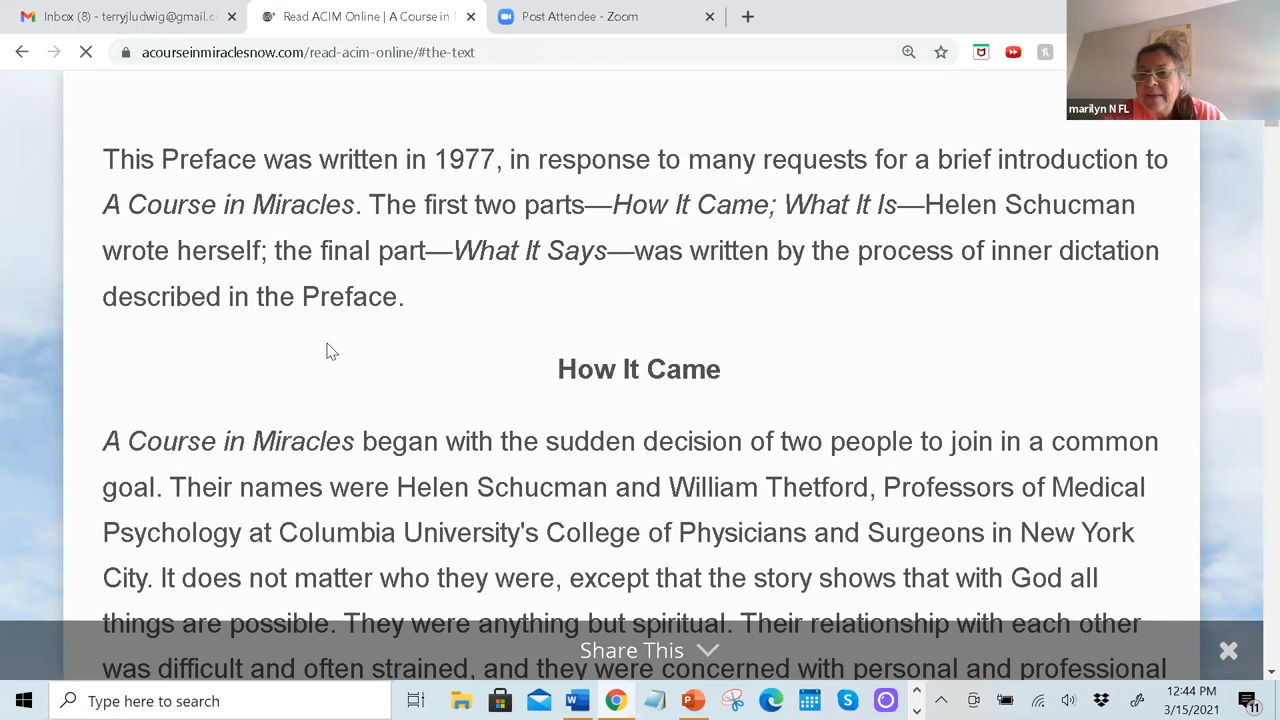 Inbox (8) - terryjludwig@gmail.c
Read ACIM Online | A Course in
Post Attendee - Zoom
acourseinmiraclesnow.com/read-acim-online/#the-text
marilyn N FL
This Preface was written in 1977, in response to many requests for a brief introduction to
A Course in Miracles. The first two parts—How It Came; What It Is—Helen Schucman
wrote herself; the final part—What It Says—was written by the process of inner dictation
described in the Preface.
How It Came
A Course in Miracles began with the sudden decision of two people to join in a common
goal. Their names were Helen Schucman and William Thetford, Professors of Medical
Psychology at Columbia University's College of Physicians and Surgeons in New York
City. It does not matter who they were, except that the story shows that with God all
things are possible. They were anything but spiritual. Their relationship with each other
was difficult and often strained, and they were concerned with personal and professional
Share This
Type here to search
12:44 PM
3/15/2021
11